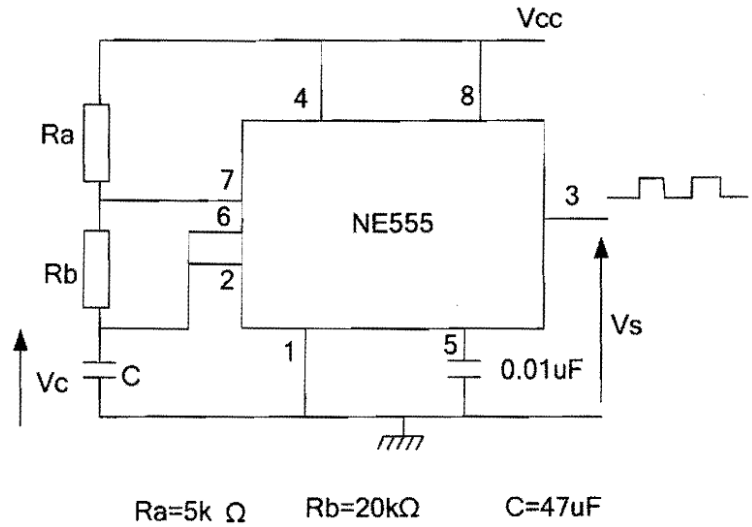 Vcc
4
8
Ra
7
3
6
NE555
Rb
2
Vs
1
5
0.01uF
Vc
C
Ra=5k Ω Rb=20kΩ C=47uF